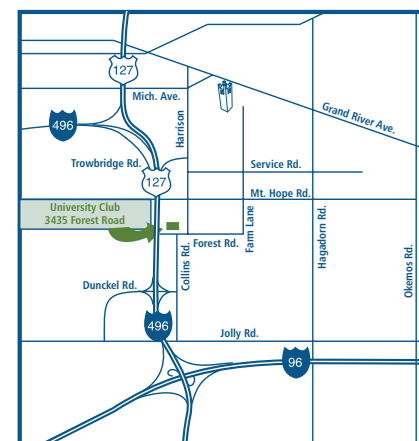 127
Mich. Ave.
496
Harrison
Grand River Ave.
Trowbridge Rd.
Service Rd.
127
Mt. Hope Rd.
University Club
3435 Forest Road
Forest Rd.
Farm Lane
Collins Rd.
Hagadorn Rd.
Okemos Rd.
Dunckel Rd.
496
Jolly Rd.
96